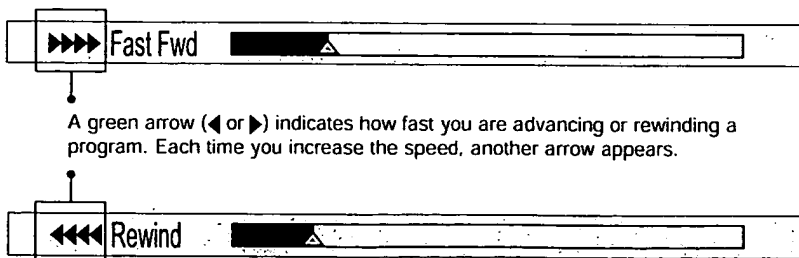 ▶▶▶▶ Fast Fwd
A green arrow (◀ or ▶) indicates how fast you are advancing or rewinding a
program. Each time you increase the speed, another arrow appears.
◀◀◀◀ Rewind